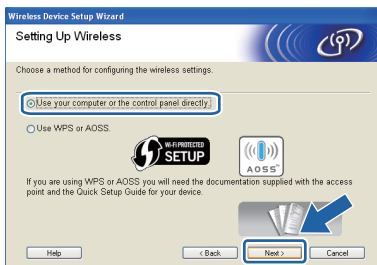 Wireless Device Setup Wizard
Setting Up Wireless
Choose a method for configuring the wireless settings.
Use your computer or the control panel directly.
Use WPS or AOSS.
Wi-Fi PROTECTED
SETUP
AOSS™
If you are using WPS or AOSS you will need the documentation supplied with the access
point and the Quick Setup Guide for your device.
Help
< Back
Next >
Cancel